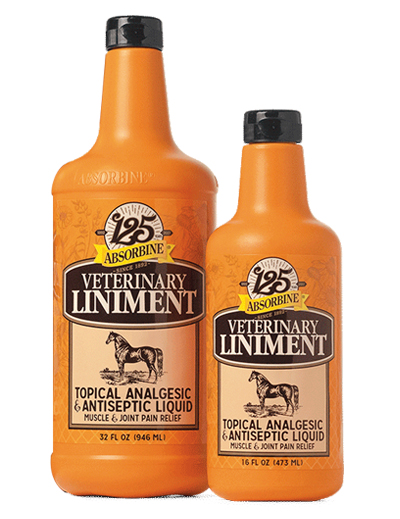 ABSORBINE
125
ABSORBINE
SINCE 1892
VETERINARY
LINIMENT
TOPICAL ANALGESIC
& ANTISEPTIC LIQUID
MUSCLE & JOINT PAIN RELIEF
32 FL OZ (946 ML)
125
ABSORBINE
SINCE 1892
VETERINARY
LINIMENT
TOPICAL ANALGESIC
& ANTISEPTIC LIQUID
MUSCLE & JOINT PAIN RELIEF
16 FL OZ (473 ML)